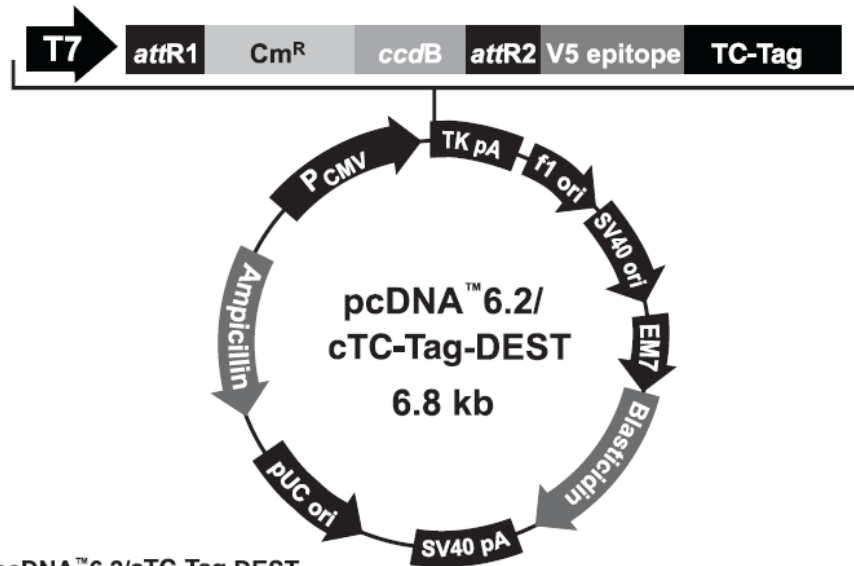 T7 attR1 Cmᴿ ccdB attR2 V5 epitope TC-Tag
P CMV
TK pA
f1 ori
SV40 ori
EM7
Blasticidin
SV40 pA
pUC ori
Ampicillin
pcDNA™6.2/
cTC-Tag-DEST
6.8 kb